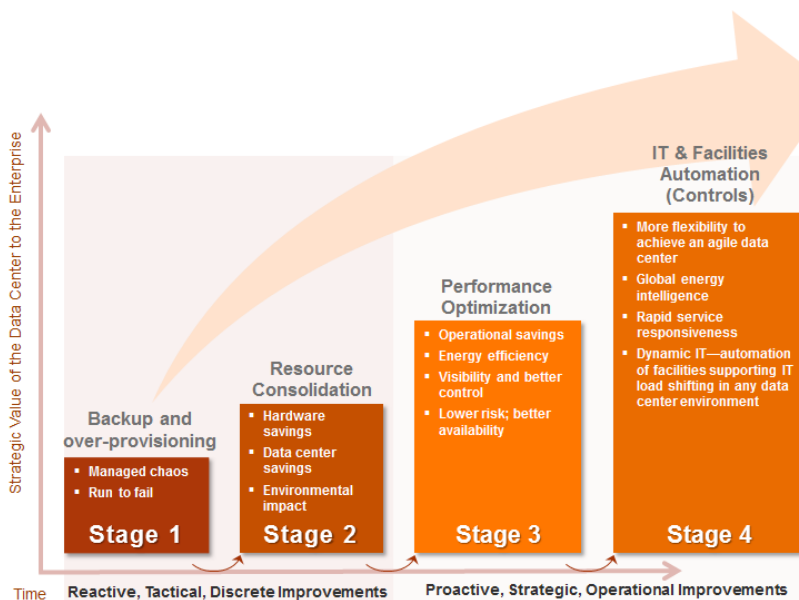 Strategic Value of the Data Center to the Enterprise
Backup and
over-provisioning
▪ Managed chaos
▪ Run to fail
Stage 1
Resource
Consolidation
▪ Hardware
savings
▪ Data center
savings
▪ Environmental
impact
Stage 2
Performance
Optimization
▪ Operational savings
▪ Energy efficiency
▪ Visibility and better
control
▪ Lower risk; better
availability
Stage 3
IT & Facilities
Automation
(Controls)
▪ More flexibility to
achieve an agile data
center
▪ Global energy
intelligence
▪ Rapid service
responsiveness
▪ Dynamic IT—automation
of facilities supporting IT
load shifting in any data
center environment
Stage 4
Time
Reactive, Tactical, Discrete Improvements
Proactive, Strategic, Operational Improvements